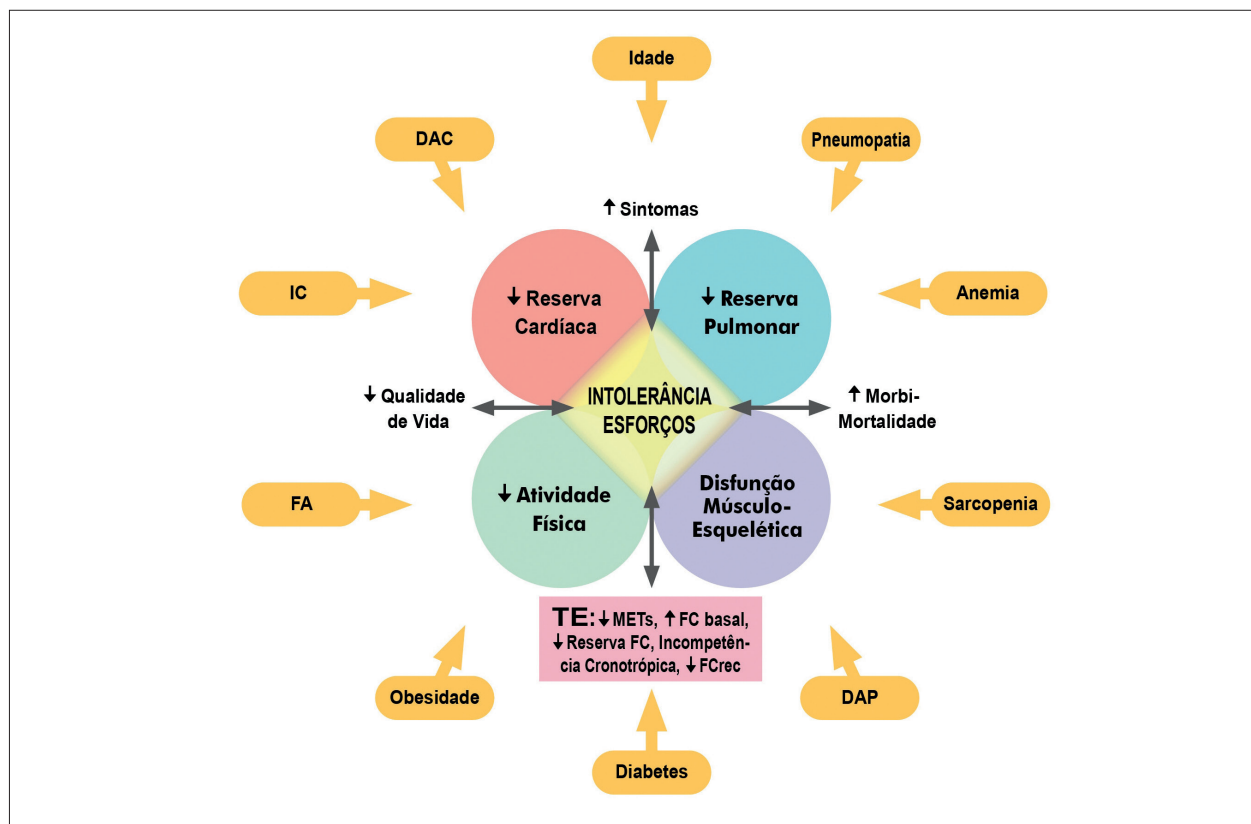 Idade
DAC
Pneumopatia
↑ Sintomas
IC
↓ Reserva
Cardíaca
↓ Reserva
Pulmonar
Anemia
↓ Qualidade
de Vida
INTOLERÂNCIA
ESFORÇOS
↑ Morbi-
Mortalidade
FA
↓ Atividade
Física
Disfunção
Músculo-
Esquelética
Sarcopenia
TE: ↓ METs, ↑ FC basal,
↓ Reserva FC, Incompetên-
cia Cronotrópica, ↓ FCrec
Obesidade
DAP
Diabetes